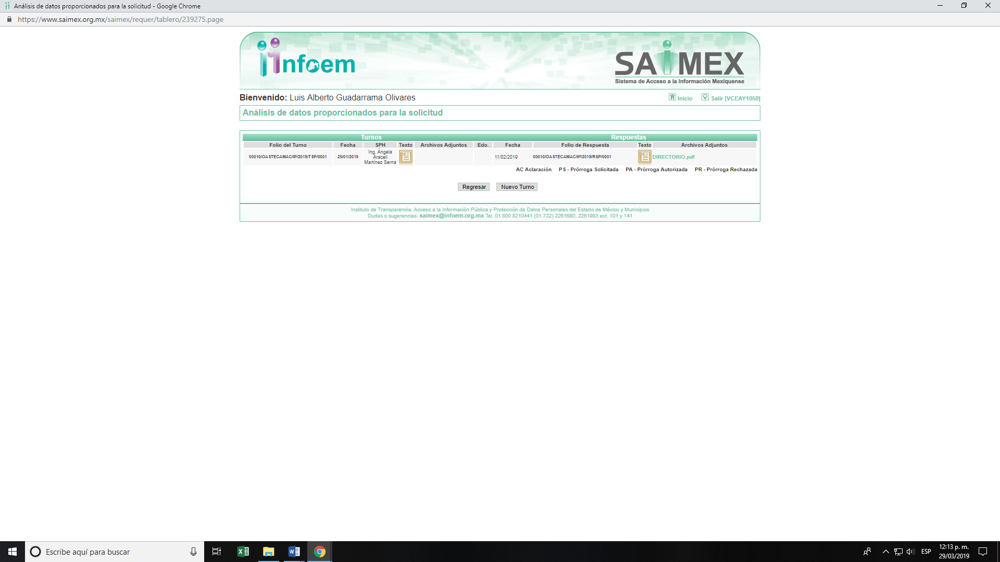 Análisis de datos proporcionados para la solicitud - Google Chrome
https://www.saimex.org.mx/saimex/requer/tablero/239275.page
infoem
SAIMEX
Sistema de Acceso a la Información Mexiquense
Bienvenido: Luis Alberto Guadarrama Olivares
Inicio Salir [VCEAY1050]
Análisis de datos proporcionados para la solicitud
Turnos Respuestas
Folio del Turno Fecha SPH Texto Archivos Adjuntos Edo. Fecha Folio de Respuesta Texto Archivos Adjuntos
00010/OASTECAMAC/IP/2019/TSP/0001 25/01/2019 Ing. Ángela Araceli Martínez Serna 11/02/2019 00010/OASTECAMAC/IP/2019/RSP/0001 DIRECTORIO.pdf
AC Aclaración PS - Prórroga Solicitada PA - Prórroga Autorizada PR - Prórroga Rechazada
Regresar Nuevo Turno
Instituto de Transparencia, Acceso a la Información Pública y Protección de Datos Personales del Estado de México y Municipios
Dudas o sugerencias: saimex@infoem.org.mx Tel. 01 800 8210441 (01 722) 2261680, 2261983 ext. 101 y 141
Escribe aquí para buscar
ESP
12:13 p. m.
29/03/2019